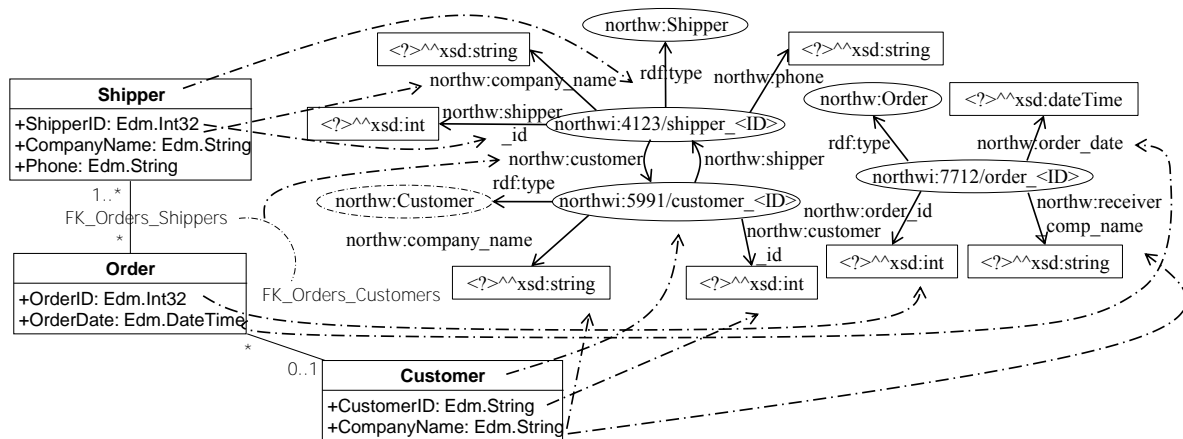 northw:Shipper
<?>^^xsd:string
<?>^^xsd:string
northw:company_name
rdf:type
northw:phone
Shipper
+ShipperID: Edm.Int32
+CompanyName: Edm.String
+Phone: Edm.String
<?>^^xsd:int
northw:shipper
_id
northwi:4123/shipper_<ID>
northw:Order
<?>^^xsd:dateTime
rdf:type
northw:order_date
northw:customer
northw:shipper
northwi:7712/order_<ID>
1..*
FK_Orders_Shippers
*
northw:Customer
rdf:type
northwi:5991/customer_<ID>
northw:company_name
northw:customer
_id
northw:order_id
northw:receiver
comp_name
Order
+OrderID: Edm.Int32
+OrderDate: Edm.DateTime
FK_Orders_Customers
<?>^^xsd:string
<?>^^xsd:int
<?>^^xsd:int
<?>^^xsd:string
*
0..1
Customer
+CustomerID: Edm.String
+CompanyName: Edm.String